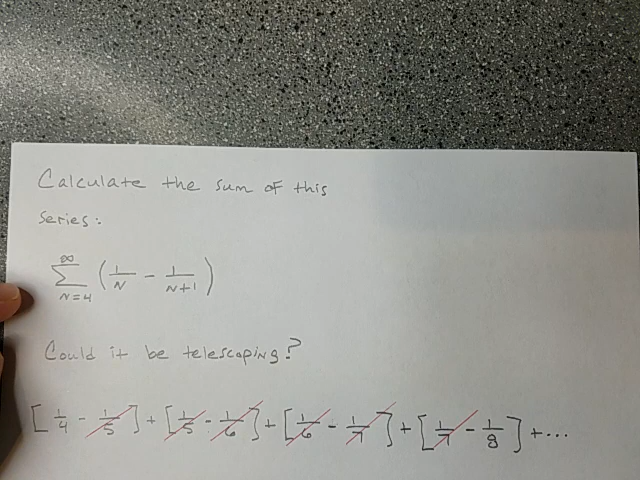 Calculate the sum of this
series:
∞
∑ (1/N - 1/N+1)
N=4
Could it be telescoping?
[1/4 - 1/5] + [1/5 - 1/6] + [1/6 - 1/7] + [1/7 - 1/8] + ...